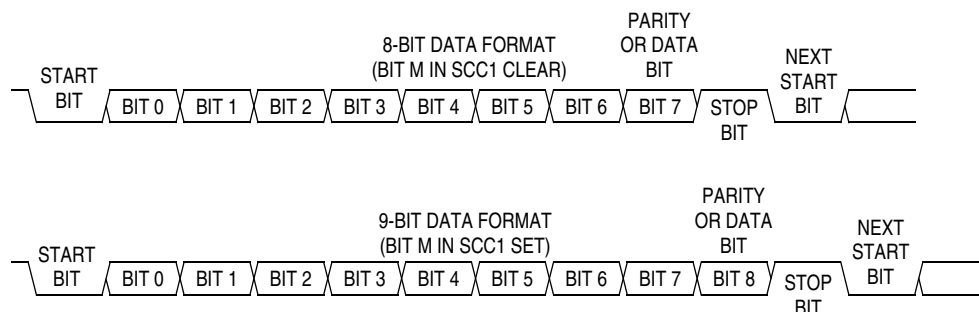 8-BIT DATA FORMAT
(BIT M IN SCC1 CLEAR)
PARITY
OR DATA
BIT
START
BIT
NEXT
START
BIT
BIT 0 BIT 1 BIT 2 BIT 3 BIT 4 BIT 5 BIT 6 BIT 7
STOP
BIT
9-BIT DATA FORMAT
(BIT M IN SCC1 SET)
PARITY
OR DATA
BIT
START
BIT
NEXT
START
BIT
BIT 0 BIT 1 BIT 2 BIT 3 BIT 4 BIT 5 BIT 6 BIT 7 BIT 8
STOP
BIT